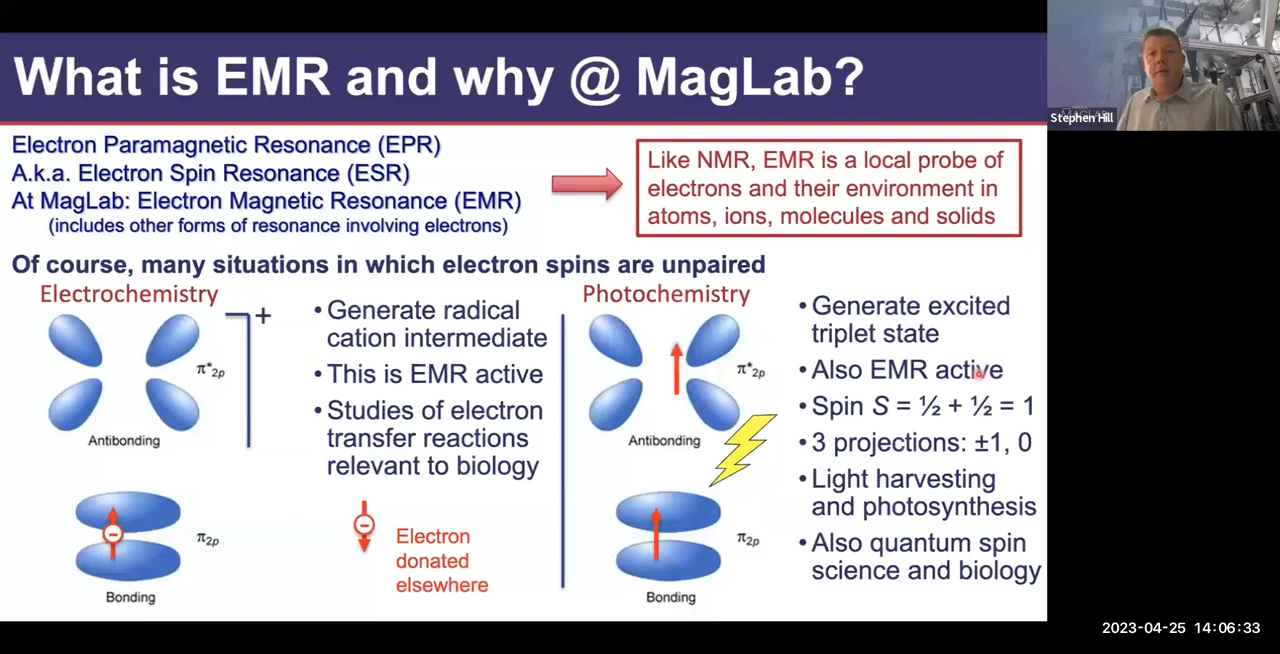 What is EMR and why @ MagLab?
Stephen Hill
Electron Paramagnetic Resonance (EPR)
A.k.a. Electron Spin Resonance (ESR)
At MagLab: Electron Magnetic Resonance (EMR)
(includes other forms of resonance involving electrons)
Like NMR, EMR is a local probe of
electrons and their environment in
atoms, ions, molecules and solids
Of course, many situations in which electron spins are unpaired
Electrochemistry
+
π*2p
Antibonding
π2p
Bonding
• Generate radical
cation intermediate
• This is EMR active
• Studies of electron
transfer reactions
relevant to biology
Electron
donated
elsewhere
Photochemistry
π*2p
Antibonding
π2p
Bonding
• Generate excited
triplet state
• Also EMR active
• Spin S = ½ + ½ = 1
• 3 projections: ±1, 0
• Light harvesting
and photosynthesis
• Also quantum spin
science and biology
2023-04-25 14:06:33